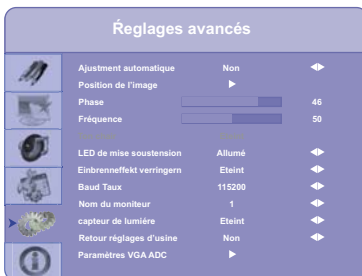 Ŕeglages avancés
Ajustment automatique Non
Position de l'image
Phase 46
Fréquence 50
LED de mise soustension Allumé
Einbrenneffekt verringern Eteint
Baud Taux 115200
Nom du moniteur 1
capteur de lumière Eteint
Retour réglages d'usine Non
Paramètres VGA ADC